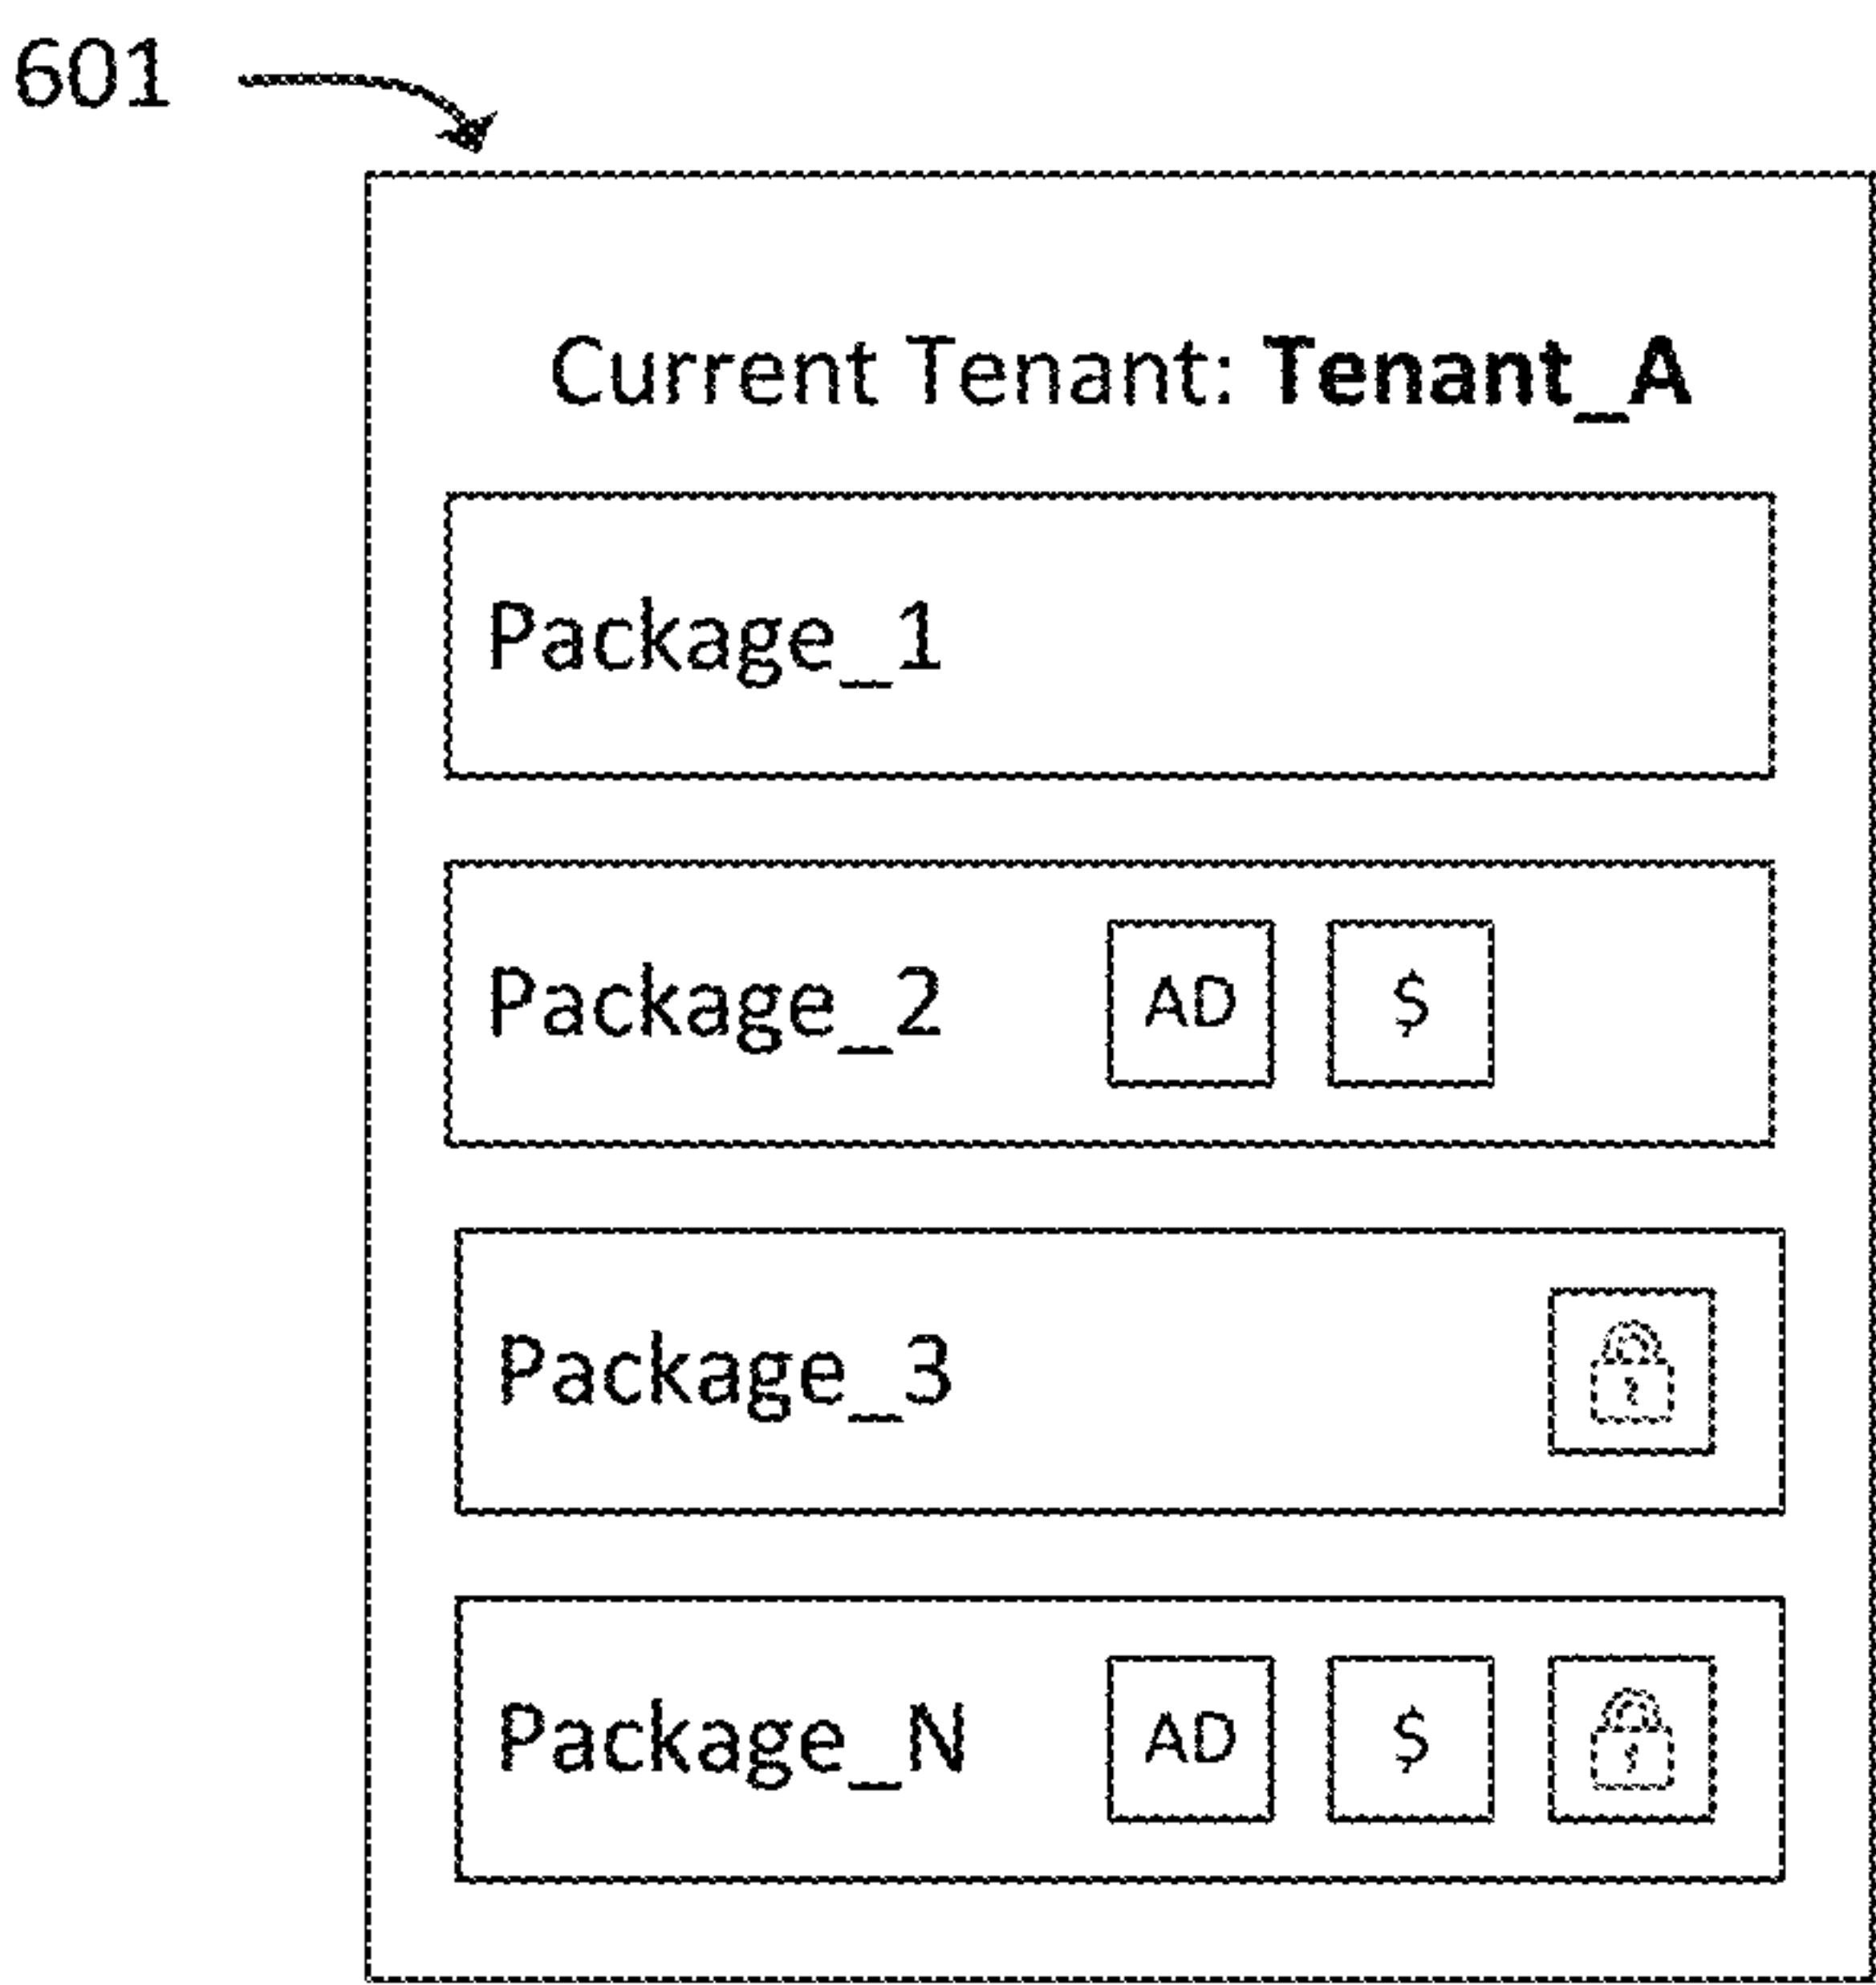 601
Current Tenant: Tenant_A
Package_1
Package_2 AD $
Package_3
Package_N AD $